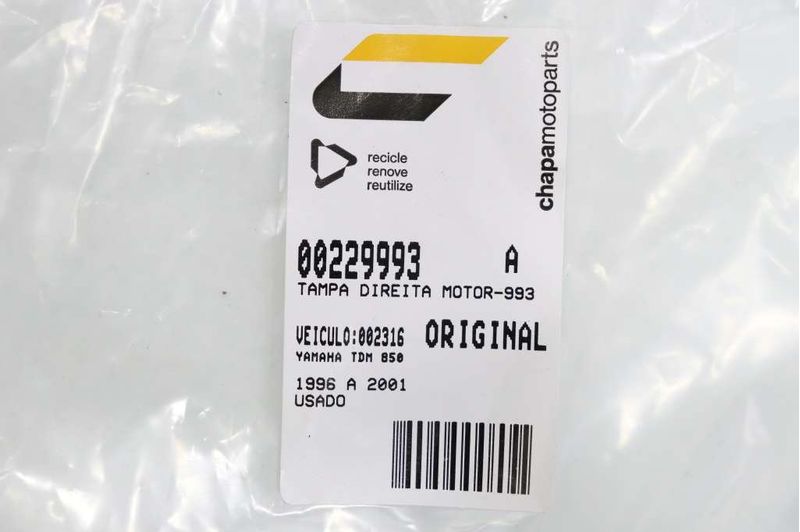 chapamotoparts
recicle
renove
reutilize
00229993 A
TAMPA DIREITA MOTOR-993
VEICULO:002316 ORIGINAL
YAMAHA TDM 850
1996 A 2001
USADO